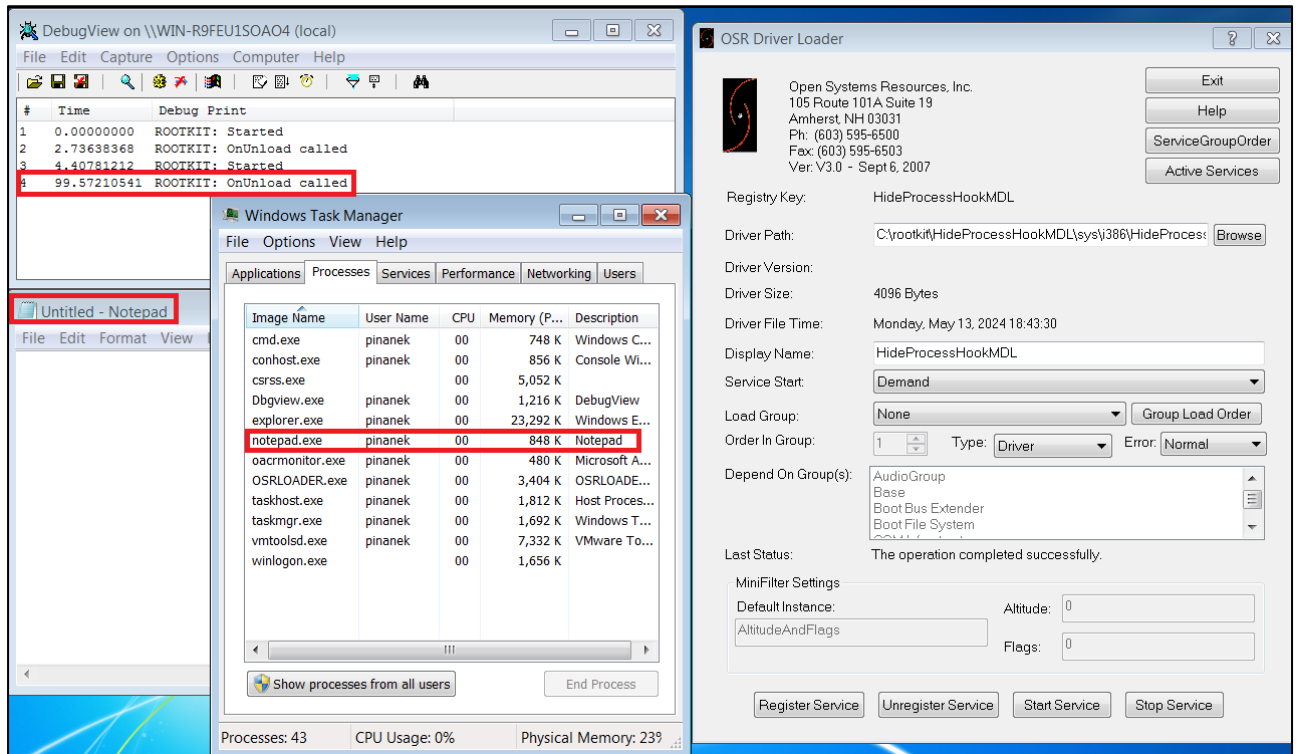 DebugView on \\WIN-R9FEU1SOAO4 (local)
File Edit Capture Options Computer Help
# Time Debug Print
1 0.00000000 ROOTKIT: Started
2 2.73638368 ROOTKIT: OnUnload called
3 4.40781212 ROOTKIT: Started
4 99.57210541 ROOTKIT: OnUnload called
Untitled - Notepad
File Edit Format View
Windows Task Manager
File Options View Help
Applications Processes Services Performance Networking Users
Image Name User Name CPU Memory (P... Description
cmd.exe pinanek 00 748 K Windows C...
conhost.exe pinanek 00 856 K Console Wi...
csrss.exe 00 5,052 K
Dbgview.exe pinanek 00 1,216 K DebugView
explorer.exe pinanek 00 23,292 K Windows E...
notepad.exe pinanek 00 848 K Notepad
oacrmonitor.exe pinanek 00 480 K Microsoft A...
OSRLOADER.exe pinanek 00 3,404 K OSRLOADE...
taskhost.exe pinanek 00 1,812 K Host Proces...
taskmgr.exe pinanek 00 1,692 K Windows T...
vmtoolsd.exe pinanek 00 7,332 K VMware To...
winlogon.exe 00 1,656 K
Show processes from all users End Process
Processes: 43 CPU Usage: 0% Physical Memory: 23%
OSR Driver Loader
Open Systems Resources, Inc.
105 Route 101A Suite 19
Amherst, NH 03031
Ph: (603) 595-6500
Fax: (603) 595-6503
Ver: V3.0 - Sept 6, 2007
Exit
Help
ServiceGroupOrder
Active Services
Registry Key: HideProcessHookMDL
Driver Path: C:\rootkit\HideProcessHookMDL\sys\i386\HideProcess Browse
Driver Version:
Driver Size: 4096 Bytes
Driver File Time: Monday, May 13, 2024 18:43:30
Display Name: HideProcessHookMDL
Service Start: Demand
Load Group: None Group Load Order
Order In Group: 1 Type: Driver Error: Normal
Depend On Group(s): AudioGroup
Base
Boot Bus Extender
Boot File System
Last Status: The operation completed successfully.
MiniFilter Settings
Default Instance: Altitude: 0
AltitudeAndFlags
Flags: 0
Register Service Unregister Service Start Service Stop Service